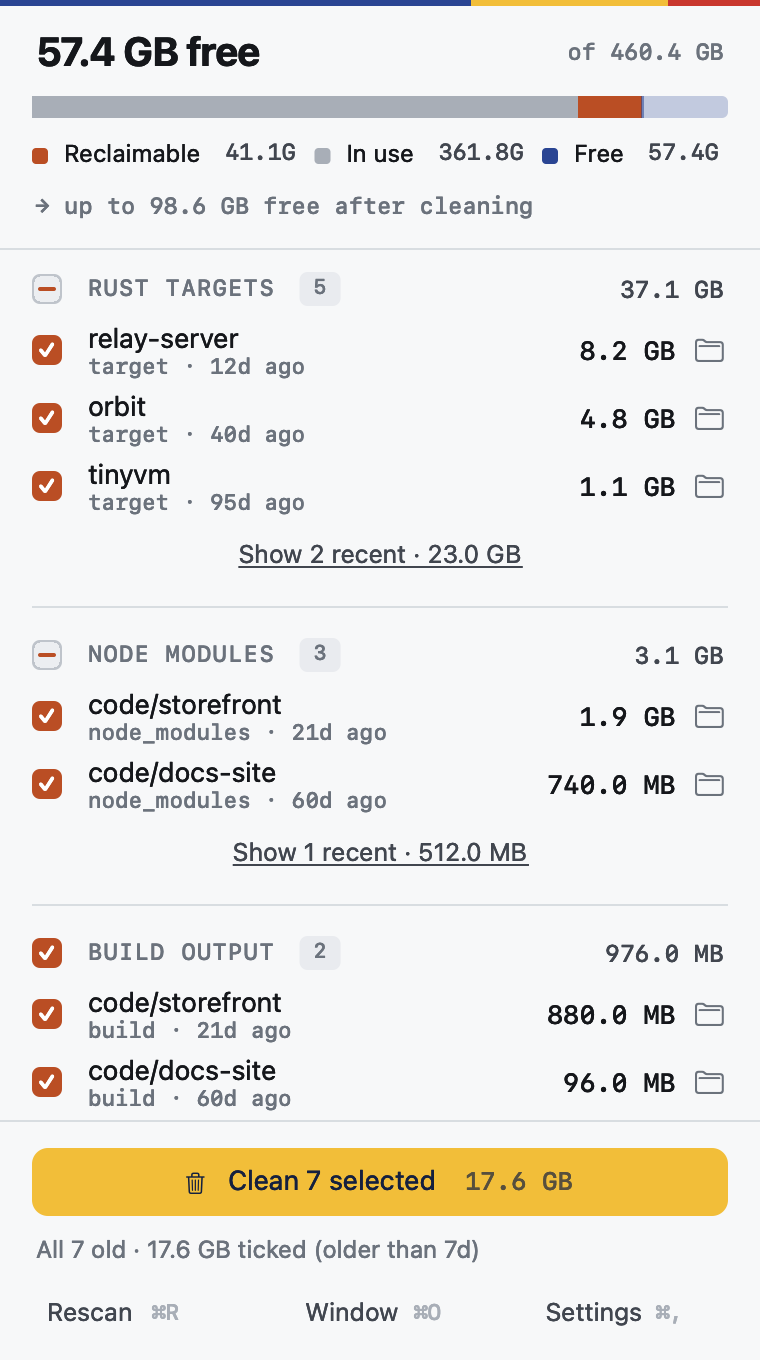 57.4 GB free of 460.4 GB
Reclaimable 41.1G In use 361.8G Free 57.4G
→ up to 98.6 GB free after cleaning
RUST TARGETS 5 37.1 GB
relay-server 8.2 GB
target · 12d ago
orbit 4.8 GB
target · 40d ago
tinyvm 1.1 GB
target · 95d ago
Show 2 recent · 23.0 GB
NODE MODULES 3 3.1 GB
code/storefront 1.9 GB
node_modules · 21d ago
code/docs-site 740.0 MB
node_modules · 60d ago
Show 1 recent · 512.0 MB
BUILD OUTPUT 2 976.0 MB
code/storefront 880.0 MB
build · 21d ago
code/docs-site 96.0 MB
build · 60d ago
Clean 7 selected 17.6 GB
All 7 old · 17.6 GB ticked (older than 7d)
Rescan ⌘R Window ⌘O Settings ⌘,